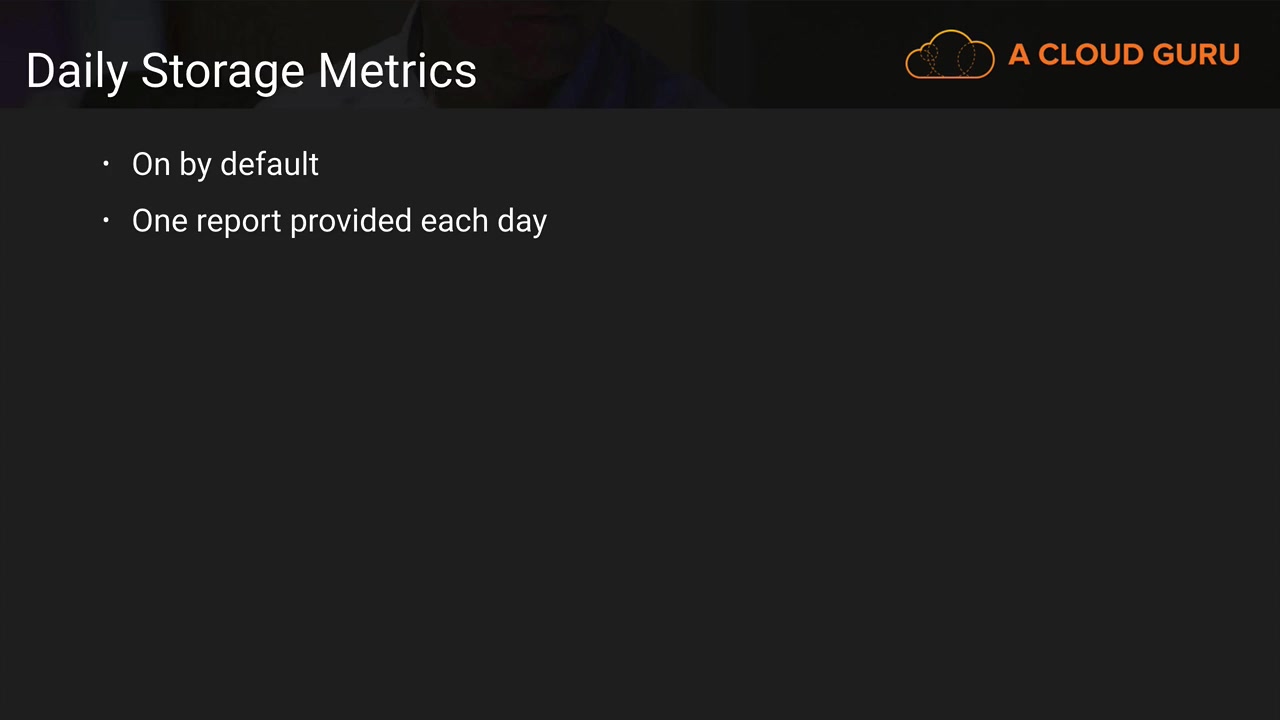 Daily Storage Metrics
A CLOUD GURU
• On by default
• One report provided each day